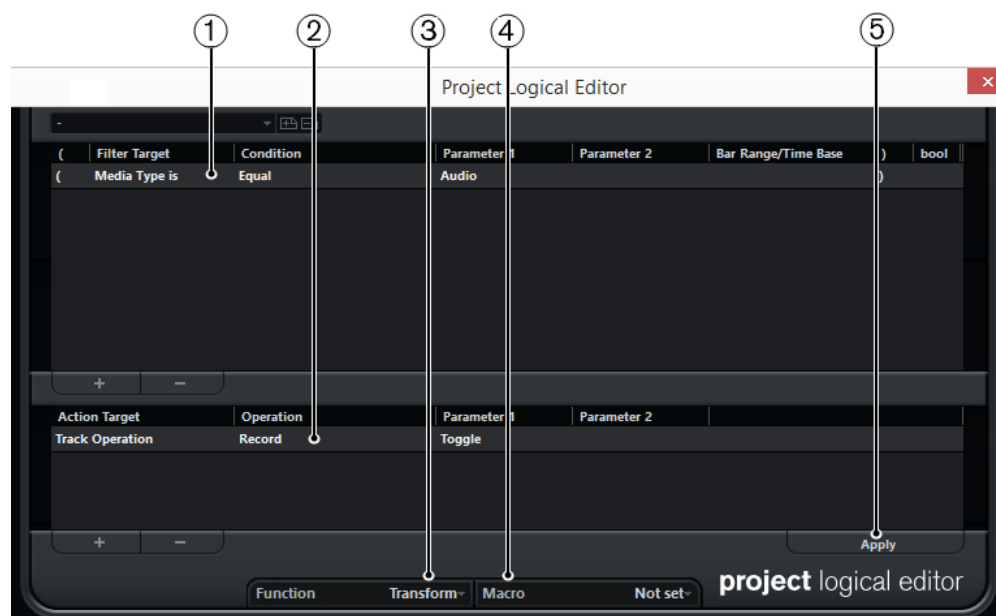 1 2 3 4 5
Project Logical Editor ×
-
( Filter Target Condition Parameter 1 Parameter 2 Bar Range/Time Base ) bool
( Media Type is Equal Audio )
+ −
Action Target Operation Parameter 1 Parameter 2
Track Operation Record Toggle
+ − Apply
Function Transform Macro Not set project logical editor